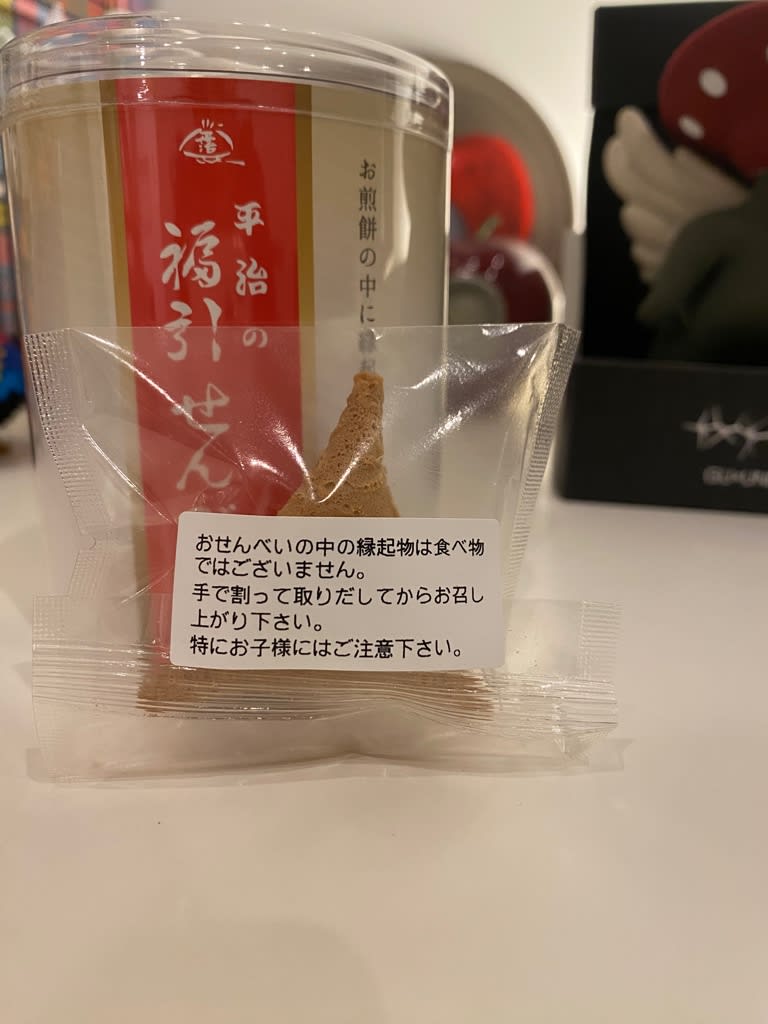 平治の
福引せん
お煎餅の中に縁起
おせんべいの中の縁起物は食べ物
ではございません。
手で割って取りだしてからお召し
上がり下さい。
特にお子様にはご注意下さい。